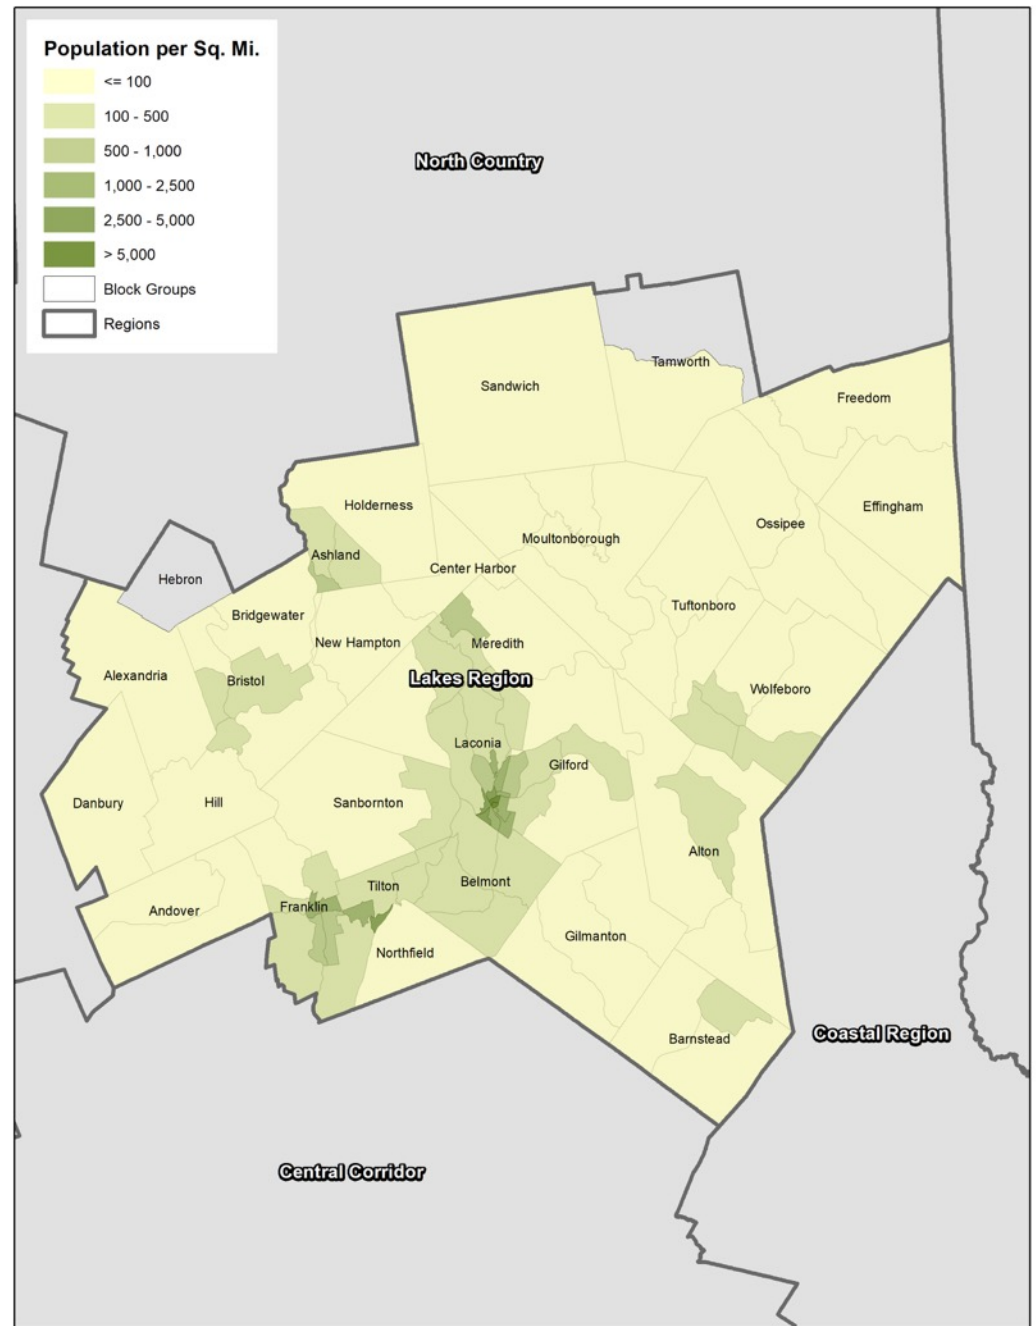 Population per Sq. Mi.
<= 100
100 - 500
500 - 1,000
1,000 - 2,500
2,500 - 5,000
> 5,000
Block Groups
Regions
North Country
Tamworth
Sandwich
Freedom
Holderness
Effingham
Ossipee
Moultonborough
Ashland
Center Harbor
Hebron
Tuftonboro
Bridgewater
New Hampton
Meredith
Alexandria
Bristol
Lakes Region
Wolfeboro
Laconia
Gilford
Danbury
Hill
Sanbornton
Alton
Belmont
Tilton
Franklin
Andover
Gilmanton
Northfield
Coastal Region
Barnstead
Central Corridor